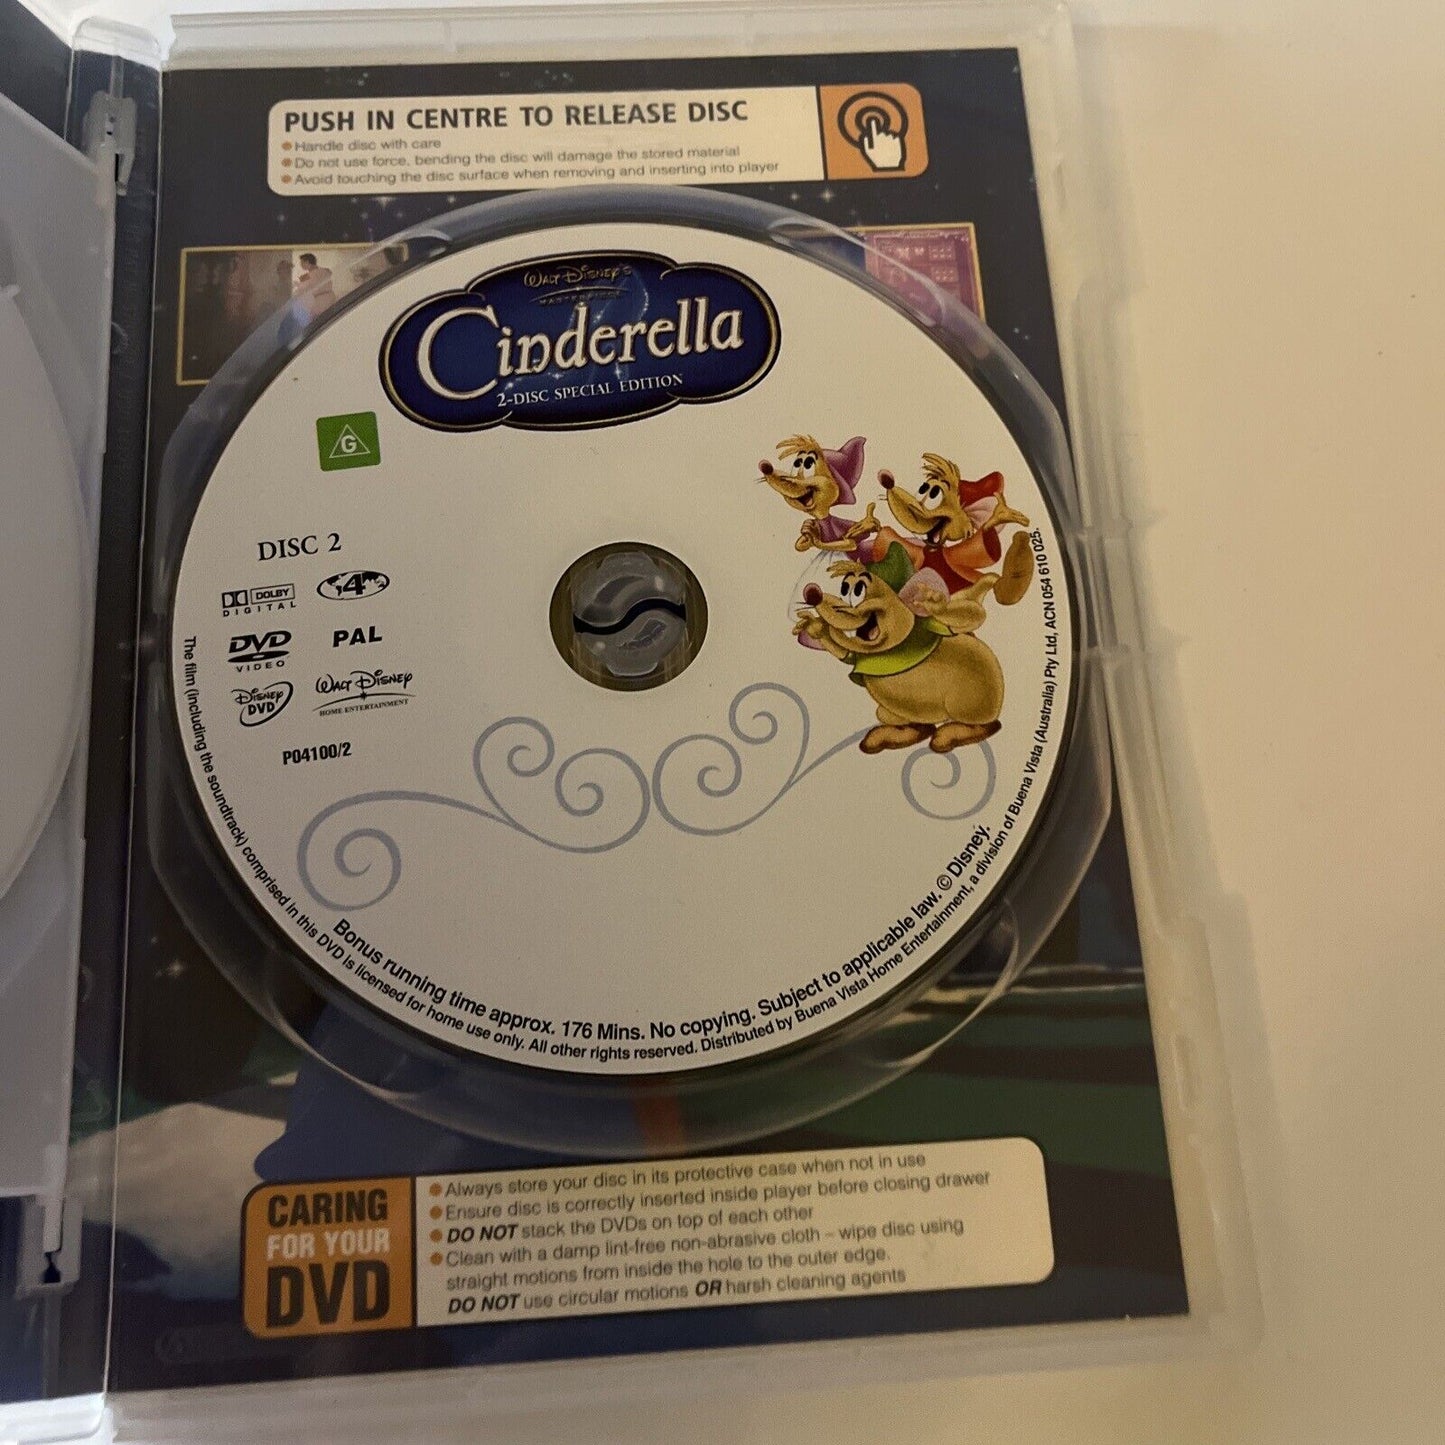 PUSH IN CENTRE TO RELEASE DISC
Handle disc with care
Do not use force, bending the disc will damage the stored material
Avoid touching the disc surface when removing and inserting into player
WALT DISNEY'S
MASTERPIECE
Cinderella
2-DISC SPECIAL EDITION
G
DISC 2
DOLBY
DIGITAL
4
DVD
VIDEO
PAL
DISNEY
DVD
WALT DISNEY
HOME ENTERTAINMENT
P04100/2
Bonus running time approx. 176 Mins. No copying. Subject to applicable law. © Disney.
The film (including the soundtrack) comprised in this DVD is licensed for home use only. All other rights reserved. Distributed by Buena Vista Home Entertainment, a division of Buena Vista (Australia) Pty Ltd, ACN 054 610 025.
CARING
FOR YOUR
DVD
Always store your disc in its protective case when not in use
Ensure disc is correctly inserted inside player before closing drawer
DO NOT stack the DVDs on top of each other
Clean with a damp lint-free non-abrasive cloth – wipe disc using
straight motions from inside the hole to the outer edge.
DO NOT use circular motions OR harsh cleaning agents